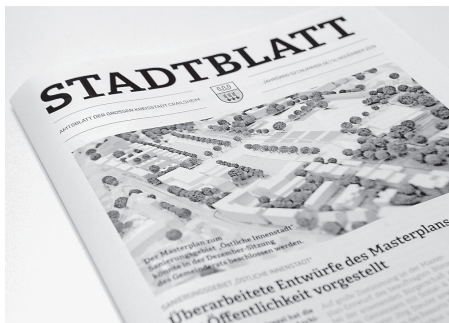 STADTBLATT
AMTSBLATT DER GROSSEN KREISSTADT CRAILSHEIM
Der Masterplan zum
Sanierungsgebiet „Östliche Innenstadt“
könnte in der Dezember-Sitzung
des Gemeinderats beschlossen werden.
SANIERUNGSGEBIET „ÖSTLICHE INNENSTADT“
Überarbeitete Entwürfe des Masterplans
Öffentlichkeit vorgestellt